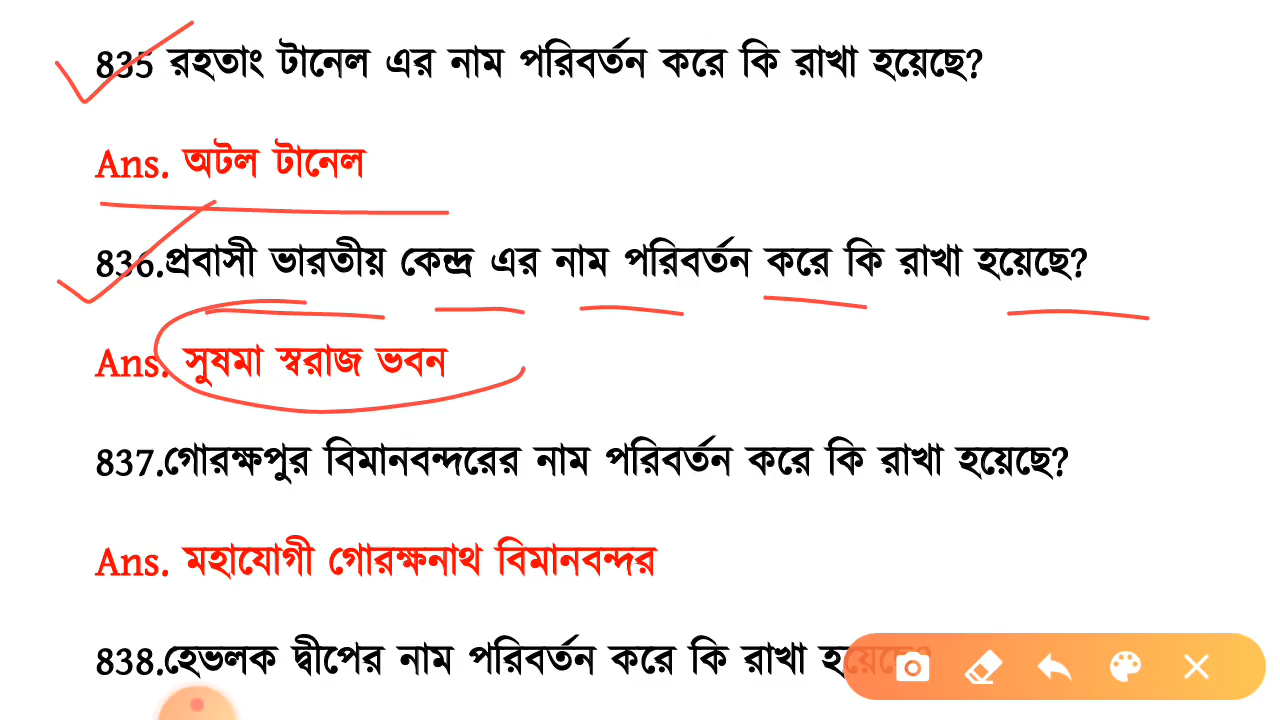 835 রহতাং টানেল এর নাম পরিবর্তন করে কি রাখা হয়েছে?
Ans. অটল টানেল
836.প্রবাসী ভারতীয় কেন্দ্র এর নাম পরিবর্তন করে কি রাখা হয়েছে?
Ans. সুষমা স্বরাজ ভবন
837.গোরক্ষপুর বিমানবন্দরের নাম পরিবর্তন করে কি রাখা হয়েছে?
Ans. মহাযোগী গোরক্ষনাথ বিমানবন্দর
838.হেভলক দ্বীপের নাম পরিবর্তন করে কি রাখা হয়েছে?